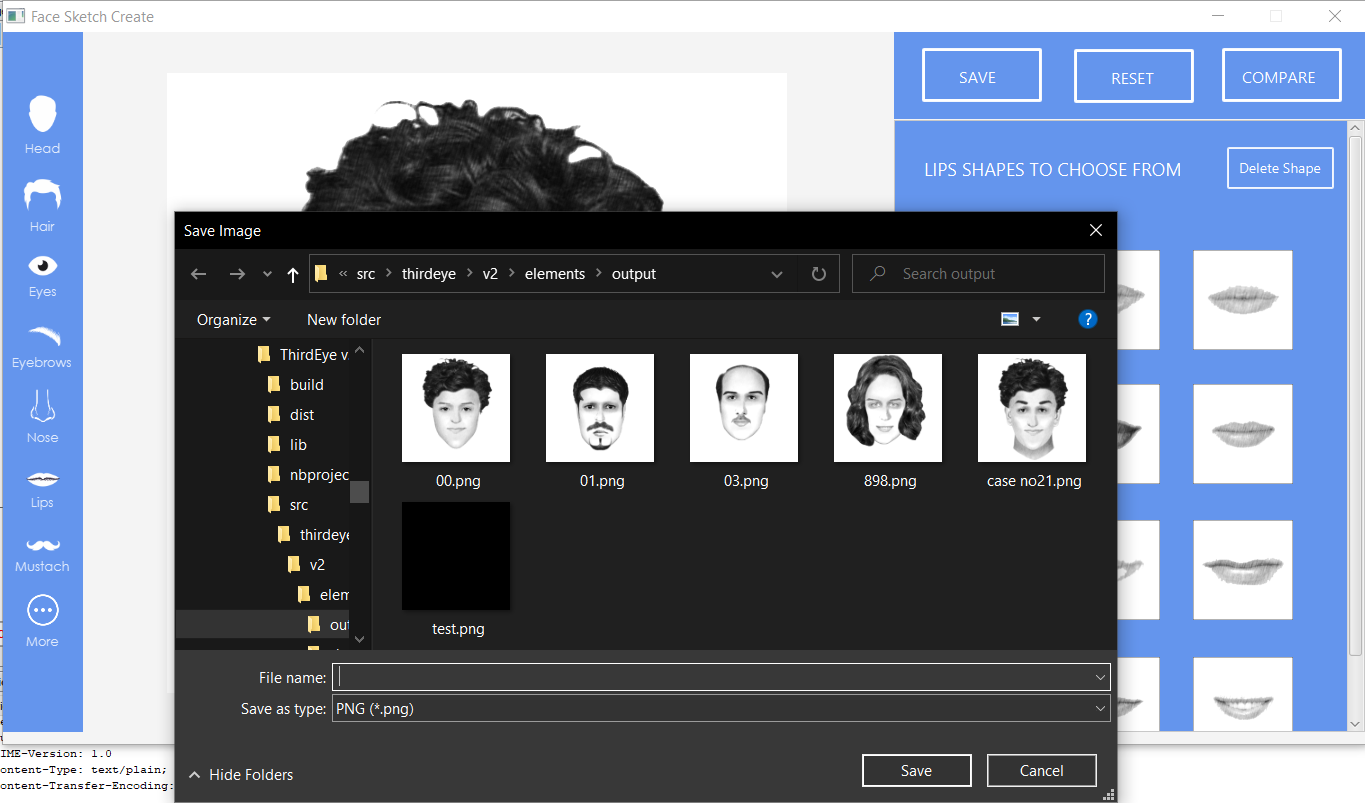 Face Sketch Create
Head
Hair
Eyes
Eyebrows
Nose
Lips
Mustach
More
SAVE
RESET
COMPARE
LIPS SHAPES TO CHOOSE FROM
Delete Shape
Save Image
« src > thirdeye > v2 > elements > output
Search output
Organize
New folder
?
ThirdEye v
build
dist
lib
nbprojec
src
thirdeye
v2
elem
out
00.png
01.png
03.png
898.png
case no21.png
test.png
File name:
Save as type: PNG (*.png)
Hide Folders
Save
Cancel
IME-Version: 1.0
ontent-Type: text/plain;
ontent-Transfer-Encoding: